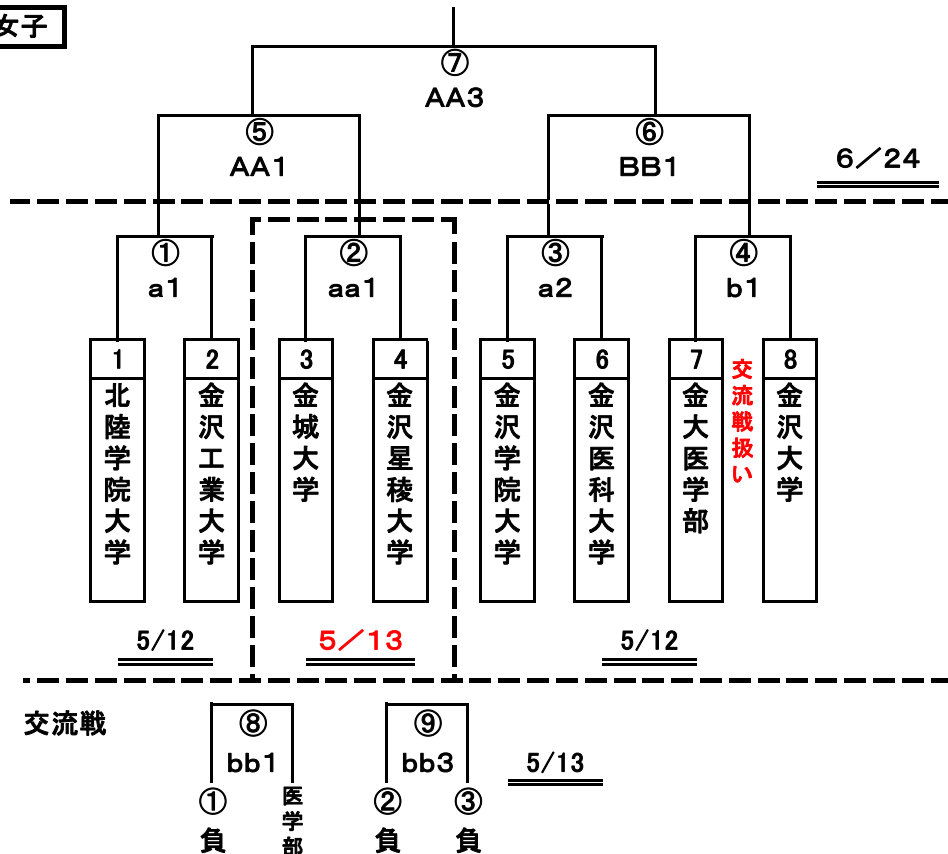 女子
⑦
AA3
⑤
AA1
⑥
BB1
6／24
①
a1
②
aa1
③
a2
④
b1
1
北陸学院大学
2
金沢工業大学
3
金城大学
4
金沢星稜大学
5
金沢学院大学
6
金沢医科大学
7
金大医学部
交流戦扱い
8
金沢大学
5/12
5／13
5/12
交流戦
⑧
bb1
①負
医学部
⑨
bb3
②負
③負
5/13